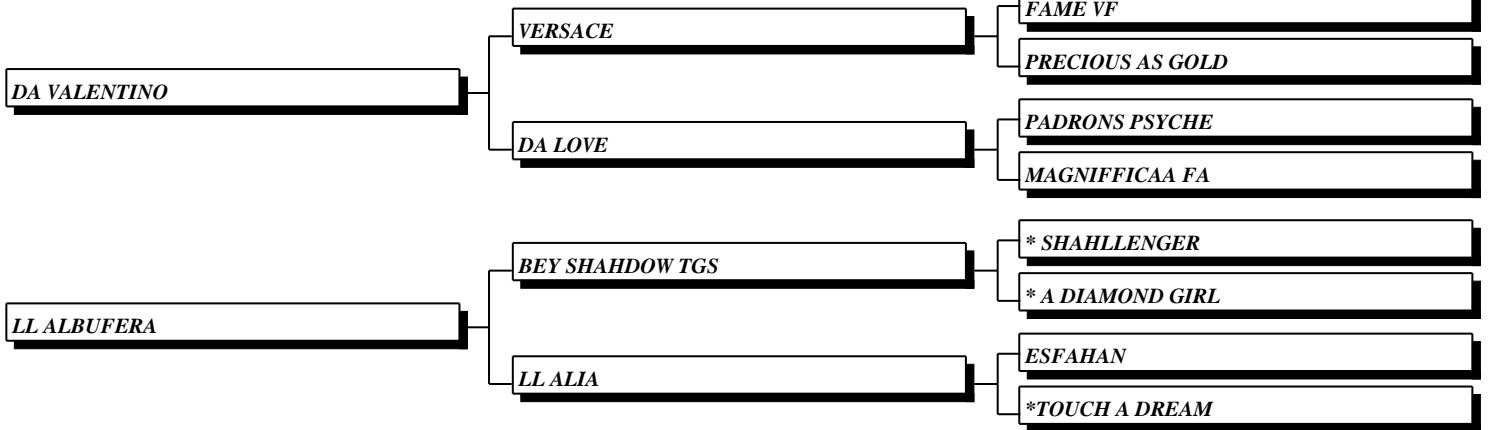 FAME VF
VERSACE
PRECIOUS AS GOLD
DA VALENTINO
PADRONS PSYCHE
DA LOVE
MAGNIFFICAA FA
* SHAHLLENGER
BEY SHAHDOW TGS
* A DIAMOND GIRL
LL ALBUFERA
ESFAHAN
LL ALIA
*TOUCH A DREAM